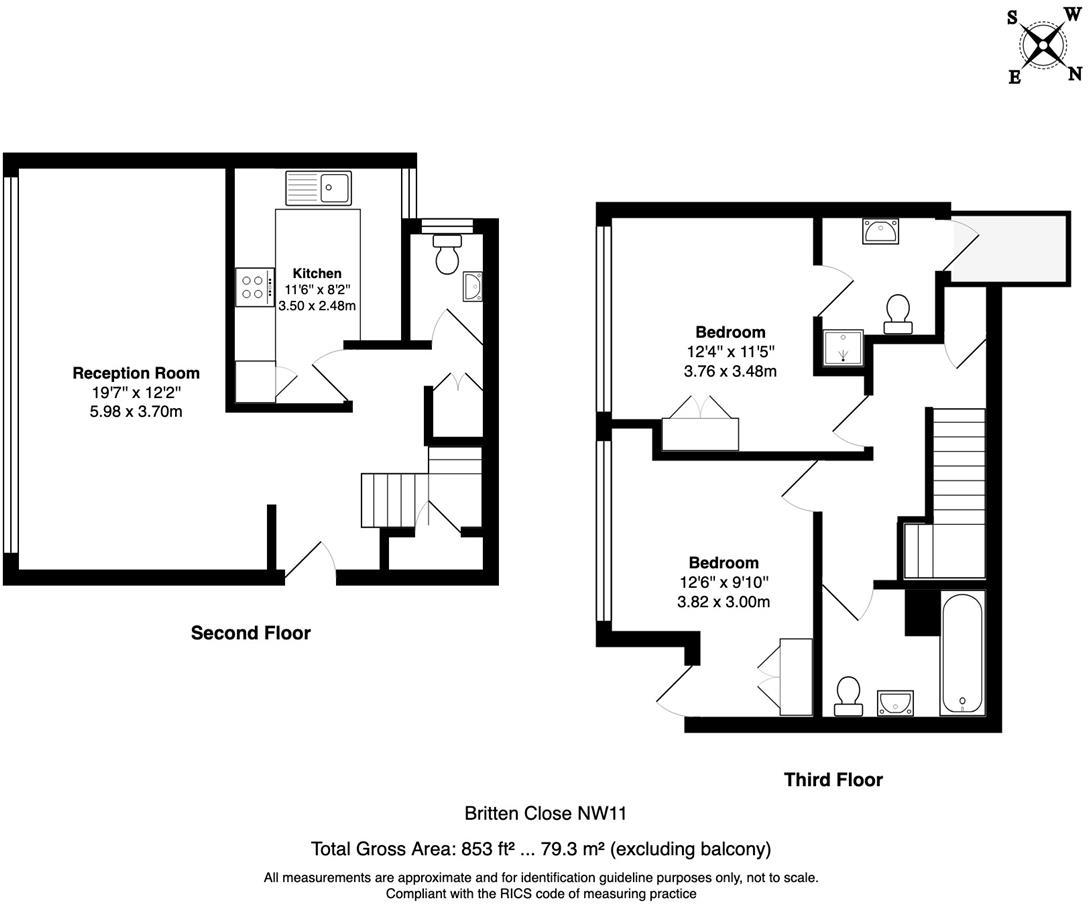 S W
E N
Kitchen
11'6" x 8'2"
3.50 x 2.48m
Reception Room
19'7" x 12'2"
5.98 x 3.70m
Second Floor
Bedroom
12'4" x 11'5"
3.76 x 3.48m
Bedroom
12'6" x 9'10"
3.82 x 3.00m
Third Floor
Britten Close NW11
Total Gross Area: 853 ft² ... 79.3 m² (excluding balcony)
All measurements are approximate and for identification guideline purposes only, not to scale.
Compliant with the RICS code of measuring practice